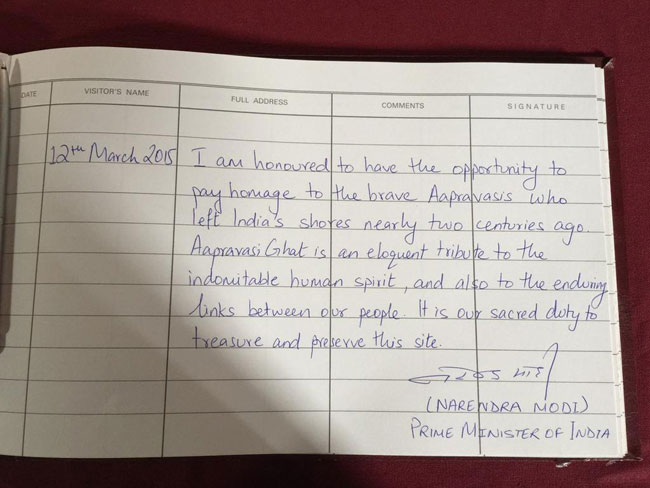 DATE VISITOR'S NAME FULL ADDRESS COMMENTS SIGNATURE
12th March 2015 I am honoured to have the opportunity to
pay homage to the brave Aapravasis who
left India's shores nearly two centuries ago.
Aapravasi Ghat is an eloquent tribute to the
indomitable human spirit, and also to the enduring
links between our people. It is our sacred duty to
treasure and preserve this site.
(NARENDRA MODI)
PRIME MINISTER OF INDIA